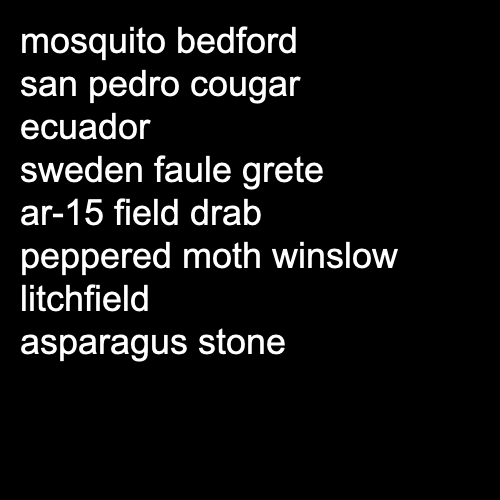 mosquito bedford
san pedro cougar
ecuador
sweden faule grete
ar-15 field drab
peppered moth winslow
litchfield
asparagus stone